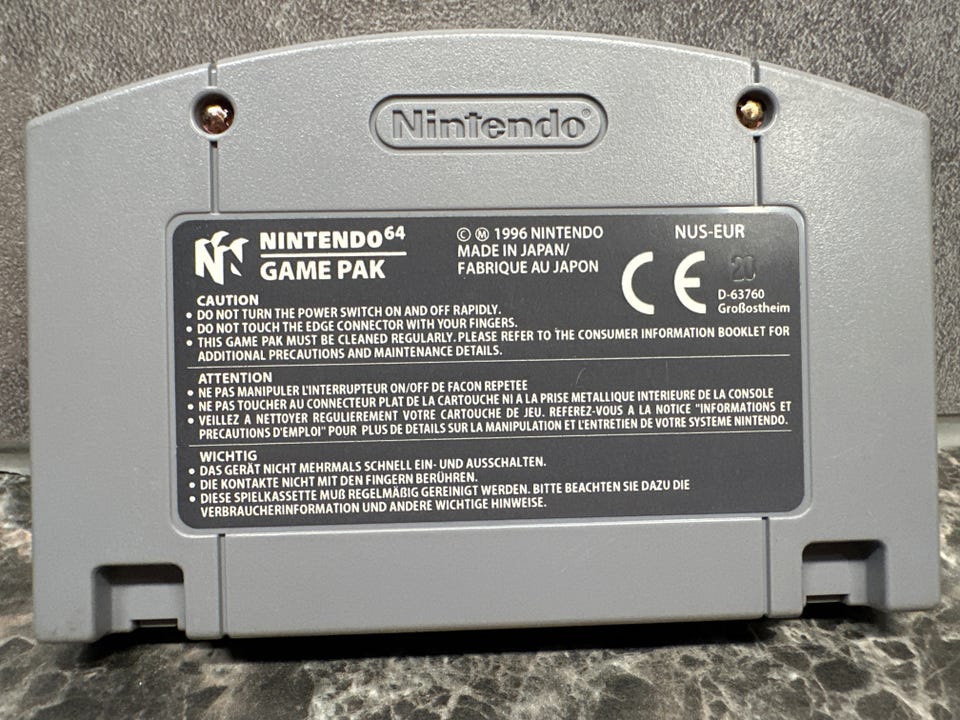 Nintendo®
NINTENDO64
GAME PAK
© Ⓜ 1996 NINTENDO
MADE IN JAPAN/
FABRIQUE AU JAPON
NUS-EUR
CE
20
D-63760
Großostheim
CAUTION
• DO NOT TURN THE POWER SWITCH ON AND OFF RAPIDLY.
• DO NOT TOUCH THE EDGE CONNECTOR WITH YOUR FINGERS.
• THIS GAME PAK MUST BE CLEANED REGULARLY. PLEASE REFER TO THE CONSUMER INFORMATION BOOKLET FOR
ADDITIONAL PRECAUTIONS AND MAINTENANCE DETAILS.
ATTENTION
• NE PAS MANIPULER L'INTERRUPTEUR ON/OFF DE FACON REPETEE
• NE PAS TOUCHER AU CONNECTEUR PLAT DE LA CARTOUCHE NI A LA PRISE METALLIQUE INTERIEURE DE LA CONSOLE
• VEILLEZ A NETTOYER REGULIEREMENT VOTRE CARTOUCHE DE JEU. REFEREZ-VOUS A LA NOTICE "INFORMATIONS ET
PRECAUTIONS D'EMPLOI" POUR PLUS DE DETAILS SUR LA MANIPULATION ET L'ENTRETIEN DE VOTRE SYSTEME NINTENDO.
WICHTIG
• DAS GERÄT NICHT MEHRMALS SCHNELL EIN- UND AUSSCHALTEN.
• DIE KONTAKTE NICHT MIT DEN FINGERN BERÜHREN.
• DIESE SPIELKASSETTE MUß REGELMÄßIG GEREINIGT WERDEN. BITTE BEACHTEN SIE DAZU DIE
VERBRAUCHERINFORMATION UND ANDERE WICHTIGE HINWEISE.